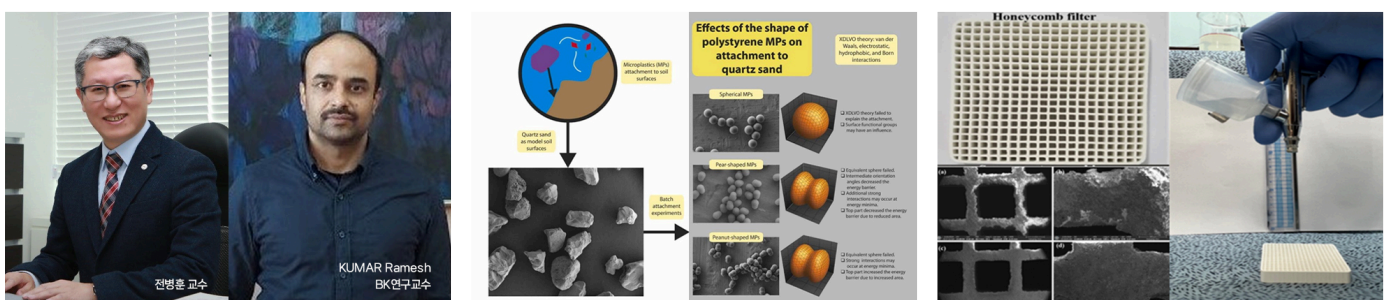 전병훈 교수
KUMAR Ramesh
BK연구교수
Microplastics (MPs)
attachment to soil
surfaces
Quartz sand
as model soil
surfaces
Batch
attachment
experiments
Effects of the shape of
polystyrene MPs on
attachment to
quartz sand
XDLVO theory: van der
Waals, electrostatic,
hydrophobic, and Born
interactions
Spherical MPs
XDLVO theory failed to
explain the attachment.
Surface functional groups
may have an influence.
Pear-shaped MPs
Equivalent sphere failed.
Intermediate orientation
angles decreased the
energy barrier.
Additional strong
interactions may occur at
energy minima.
Top part decreased the energy
barrier due to reduced area.
Peanut-shaped MPs
Equivalent sphere failed.
Strong interactions may
occur at energy minima.
Top part increased the energy
barrier due to increased area.
Honeycomb filter
(a)
(b)
(c)
(d)